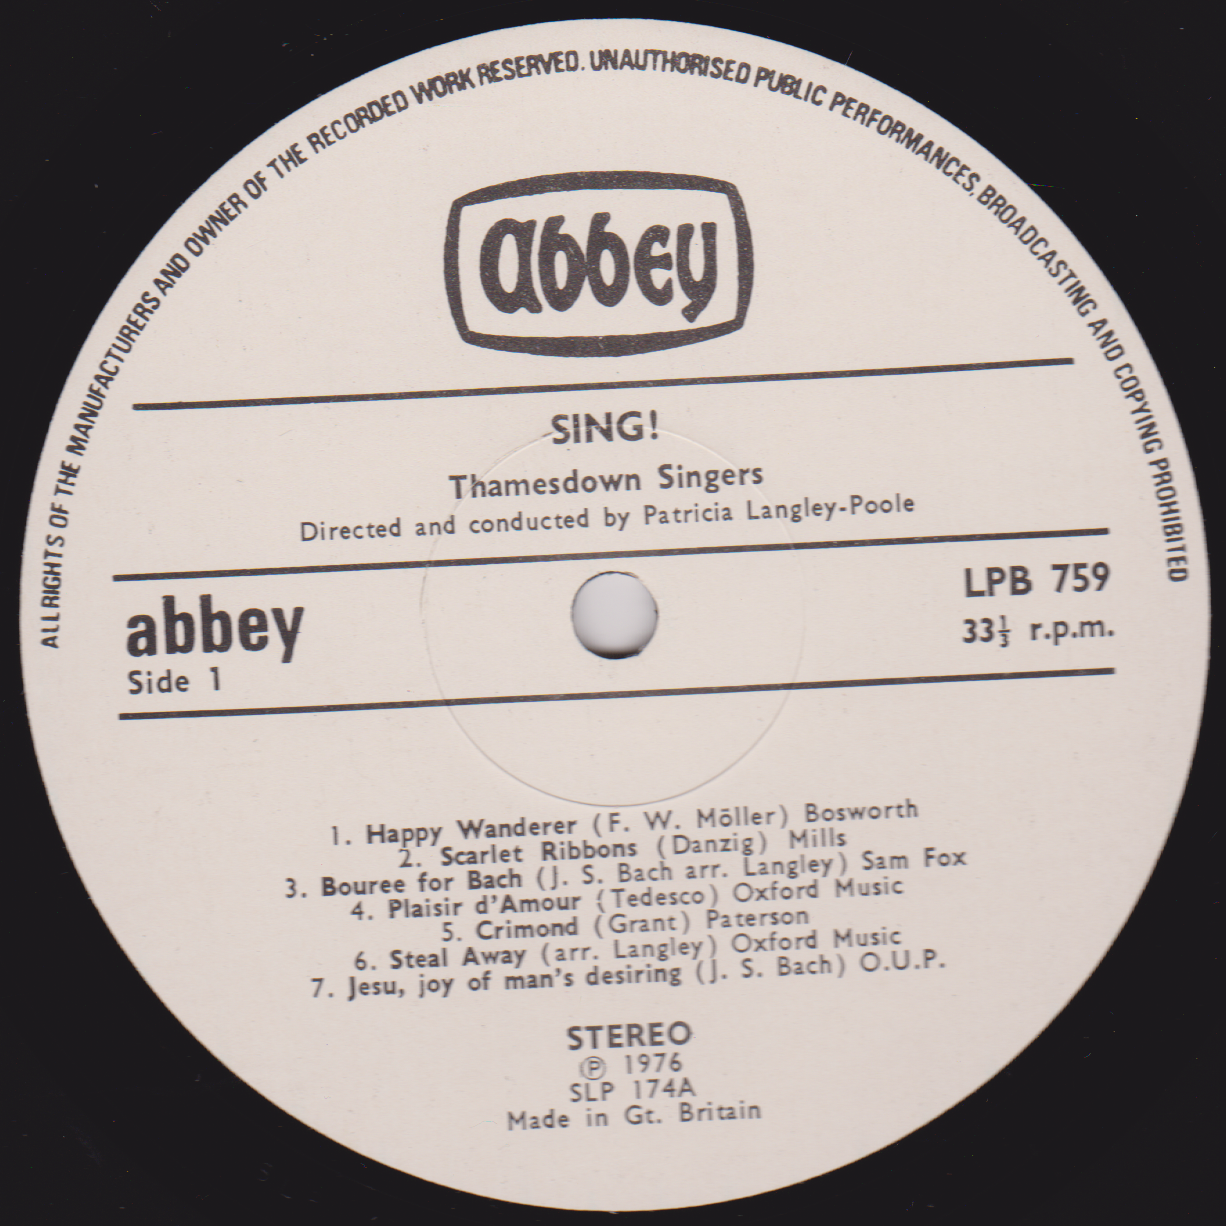 ALL RIGHTS OF THE MANUFACTURERS AND OWNER OF THE RECORDED WORK RESERVED. UNAUTHORISED PUBLIC PERFORMANCES, BROADCASTING AND COPYING PROHIBITED
abbey
SING!
Thamesdown Singers
Directed and conducted by Patricia Langley-Poole
abbey
Side 1
LPB 759
33⅓ r.p.m.
1. Happy Wanderer (F. W. Möller) Bosworth
2. Scarlet Ribbons (Danzig) Mills
3. Bouree for Bach (J. S. Bach arr. Langley) Sam Fox
4. Plaisir d'Amour (Tedesco) Oxford Music
5. Crimond (Grant) Paterson
6. Steal Away (arr. Langley) Oxford Music
7. Jesu, joy of man's desiring (J. S. Bach) O.U.P.
STEREO
℗ 1976
SLP 174A
Made in Gt. Britain